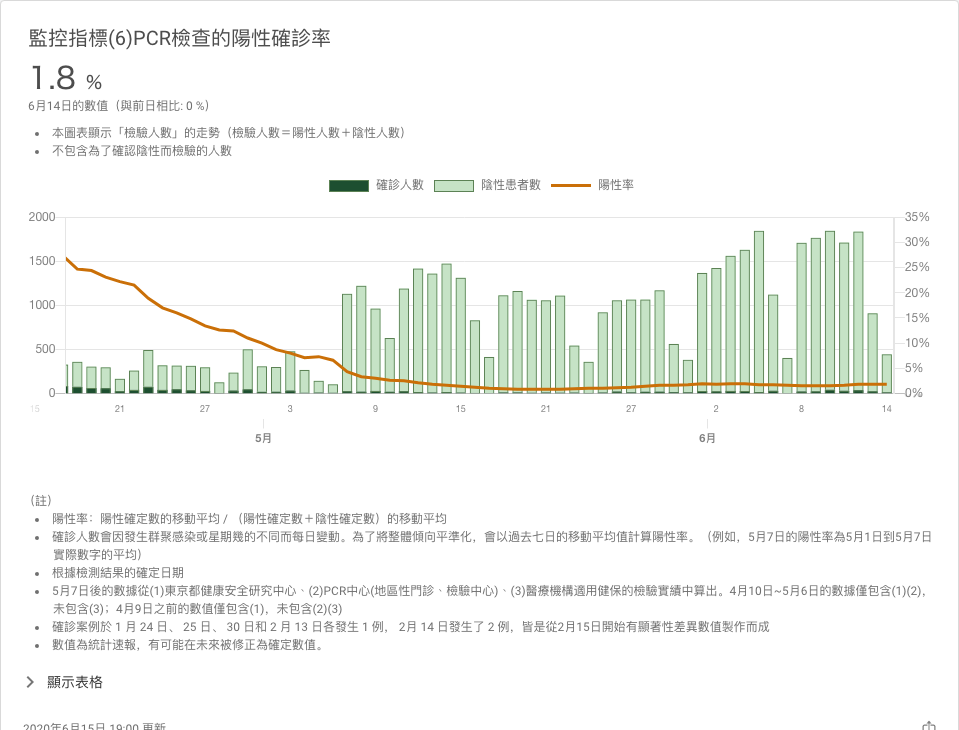 監控指標(6)PCR檢查的陽性確診率
1.8 %
6月14日的數值（與前日相比: 0 %）
本圖表顯示「檢驗人數」的走勢（檢驗人數＝陽性人數＋陰性人數）
不包含為了確認陰性而檢驗的人數
確診人數 陰性患者數 陽性率
2000 35%
30%
1500 25%
20%
1000 15%
10%
500 5%
0 0%
15 21 27 3 9 15 21 27 2 8 14
5月 6月
（註）
陽性率：陽性確定數的移動平均 / （陽性確定數＋陰性確定數）的移動平均
確診人數會因發生群聚感染或星期幾的不同而每日變動。為了將整體傾向平準化，會以過去七日的移動平均值計算陽性率。（例如，5月7日的陽性率為5月1日到5月7日
實際數字的平均）
根據檢測結果的確定日期
5月7日後的數據從(1)東京都健康安全研究中心、(2)PCR中心(地區性門診、檢驗中心)、(3)醫療機構適用健保的檢驗實績中算出。4月10日~5月6日的數據僅包含(1)(2)，
未包含(3)；4月9日之前的數值僅包含(1)，未包含(2)(3)
確診案例於 1 月 24 日、 25 日、 30 日和 2 月 13 日各發生 1 例， 2月 14 日發生了 2 例，皆是從2月15日開始有顯著性差異數值製作而成
數值為統計速報，有可能在未來被修正為確定數值。
顯示表格
2020年6月15日 19:00 更新